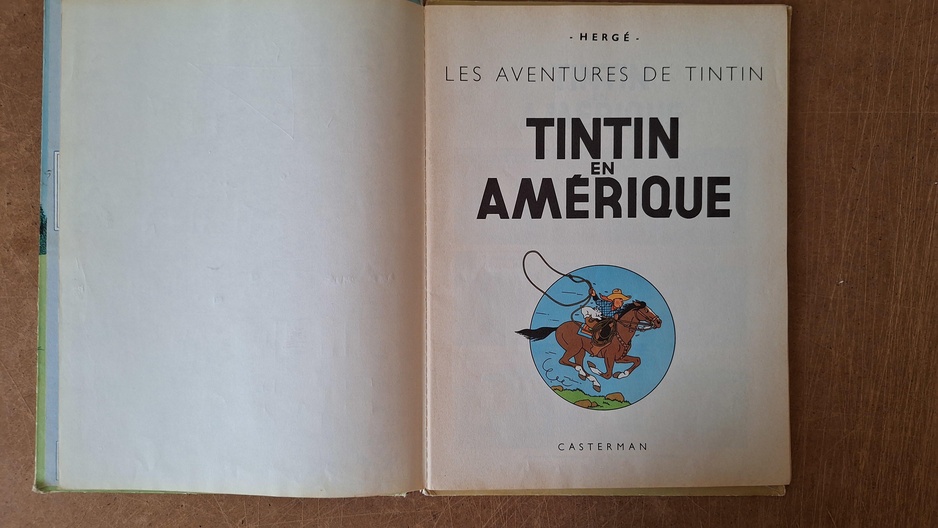 - HERGÉ -
LES AVENTURES DE TINTIN
TINTIN
EN
AMÉRIQUE
CASTERMAN